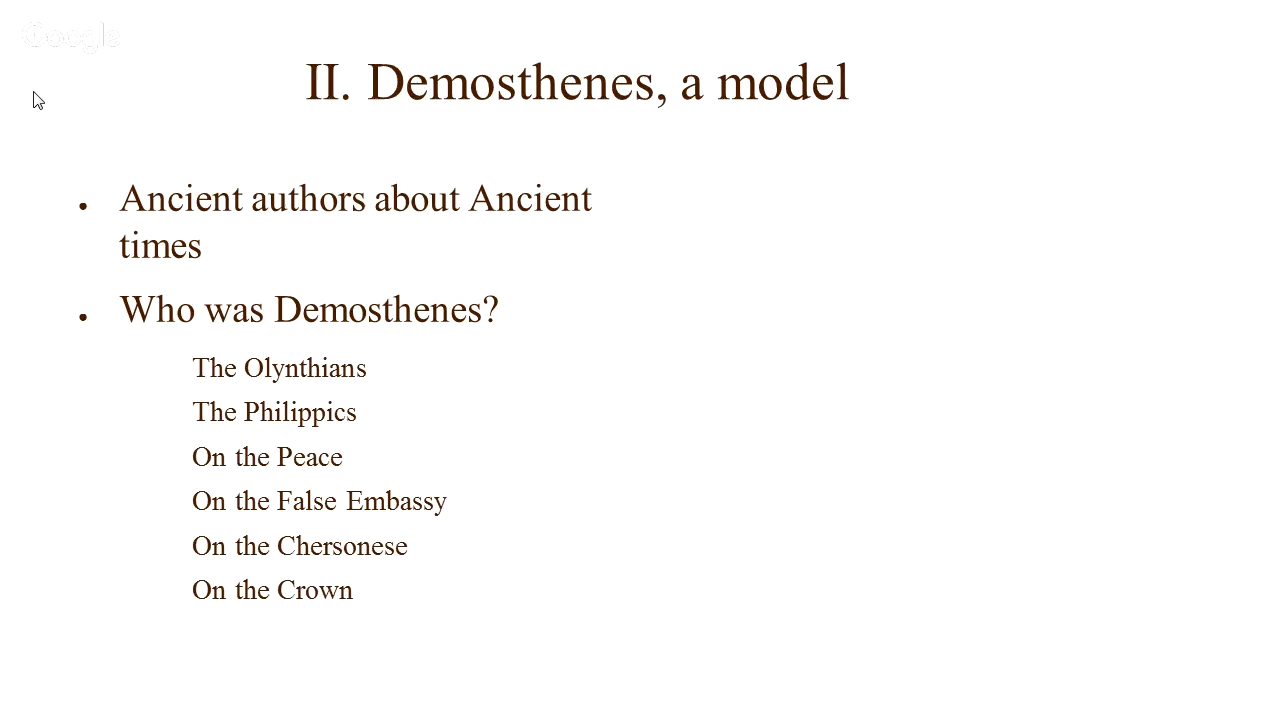 Google
II. Demosthenes, a model
• Ancient authors about Ancient
times
• Who was Demosthenes?
The Olynthians
The Philippics
On the Peace
On the False Embassy
On the Chersonese
On the Crown